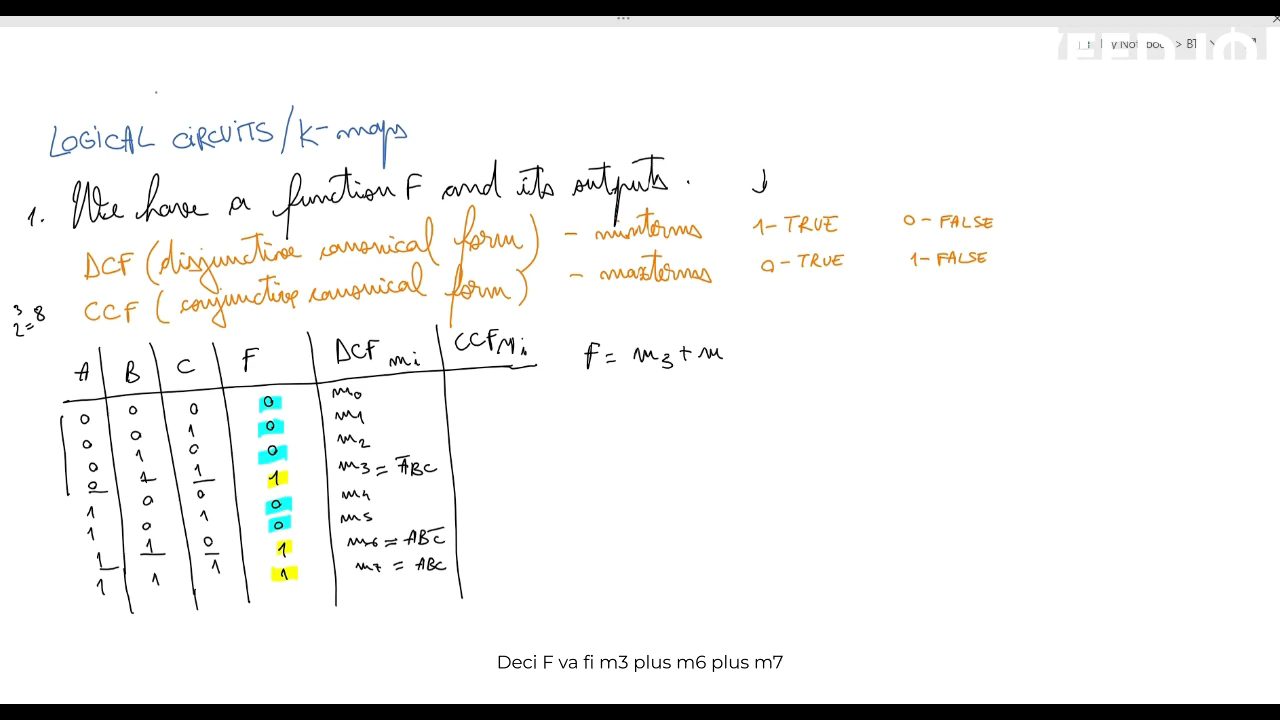 My Notebook > BT
LOGICAL CIRCUITS / K-maps
1. We have a function F and its outputs.
DCF (disjunctive canonical form) - minterms 1-TRUE 0-FALSE
CCF (conjunctive canonical form) - maxterms 0-TRUE 1-FALSE
2³=8
A B C F DCF mi CCF Mi F = m3 + m
0 0 0 0 m0
0 0 1 0 m1
0 1 0 0 m2
0 1 1 1 m3 = A̅BC
1 0 0 0 m4
1 0 1 0 m5
1 1 0 1 m6 = ABC̅
1 1 1 1 m7 = ABC
Deci F va fi m3 plus m6 plus m7